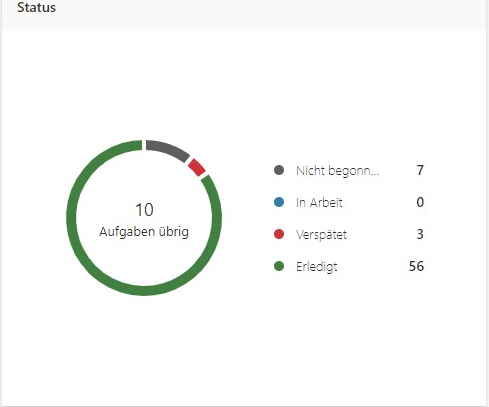 Status
10
Aufgaben übrig
Nicht begonn... 7
In Arbeit 0
Verspätet 3
Erledigt 56